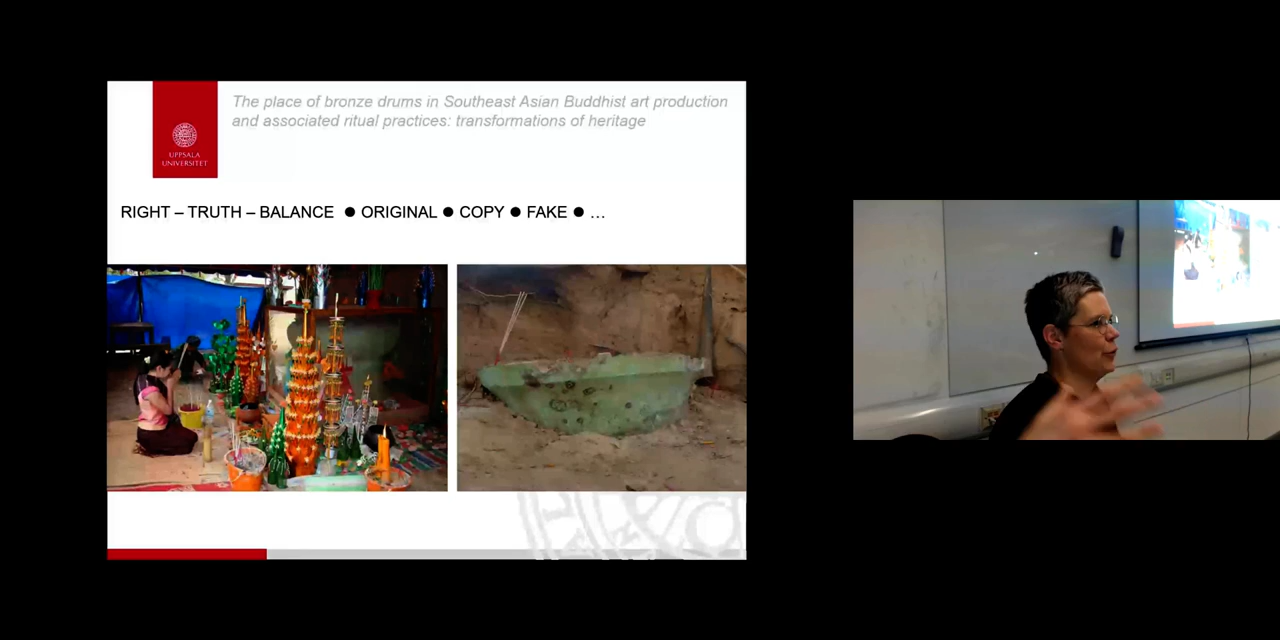 The place of bronze drums in Southeast Asian Buddhist art production
and associated ritual practices: transformations of heritage
UPPSALA
UNIVERSITET
RIGHT – TRUTH – BALANCE ● ORIGINAL ● COPY ● FAKE ● …